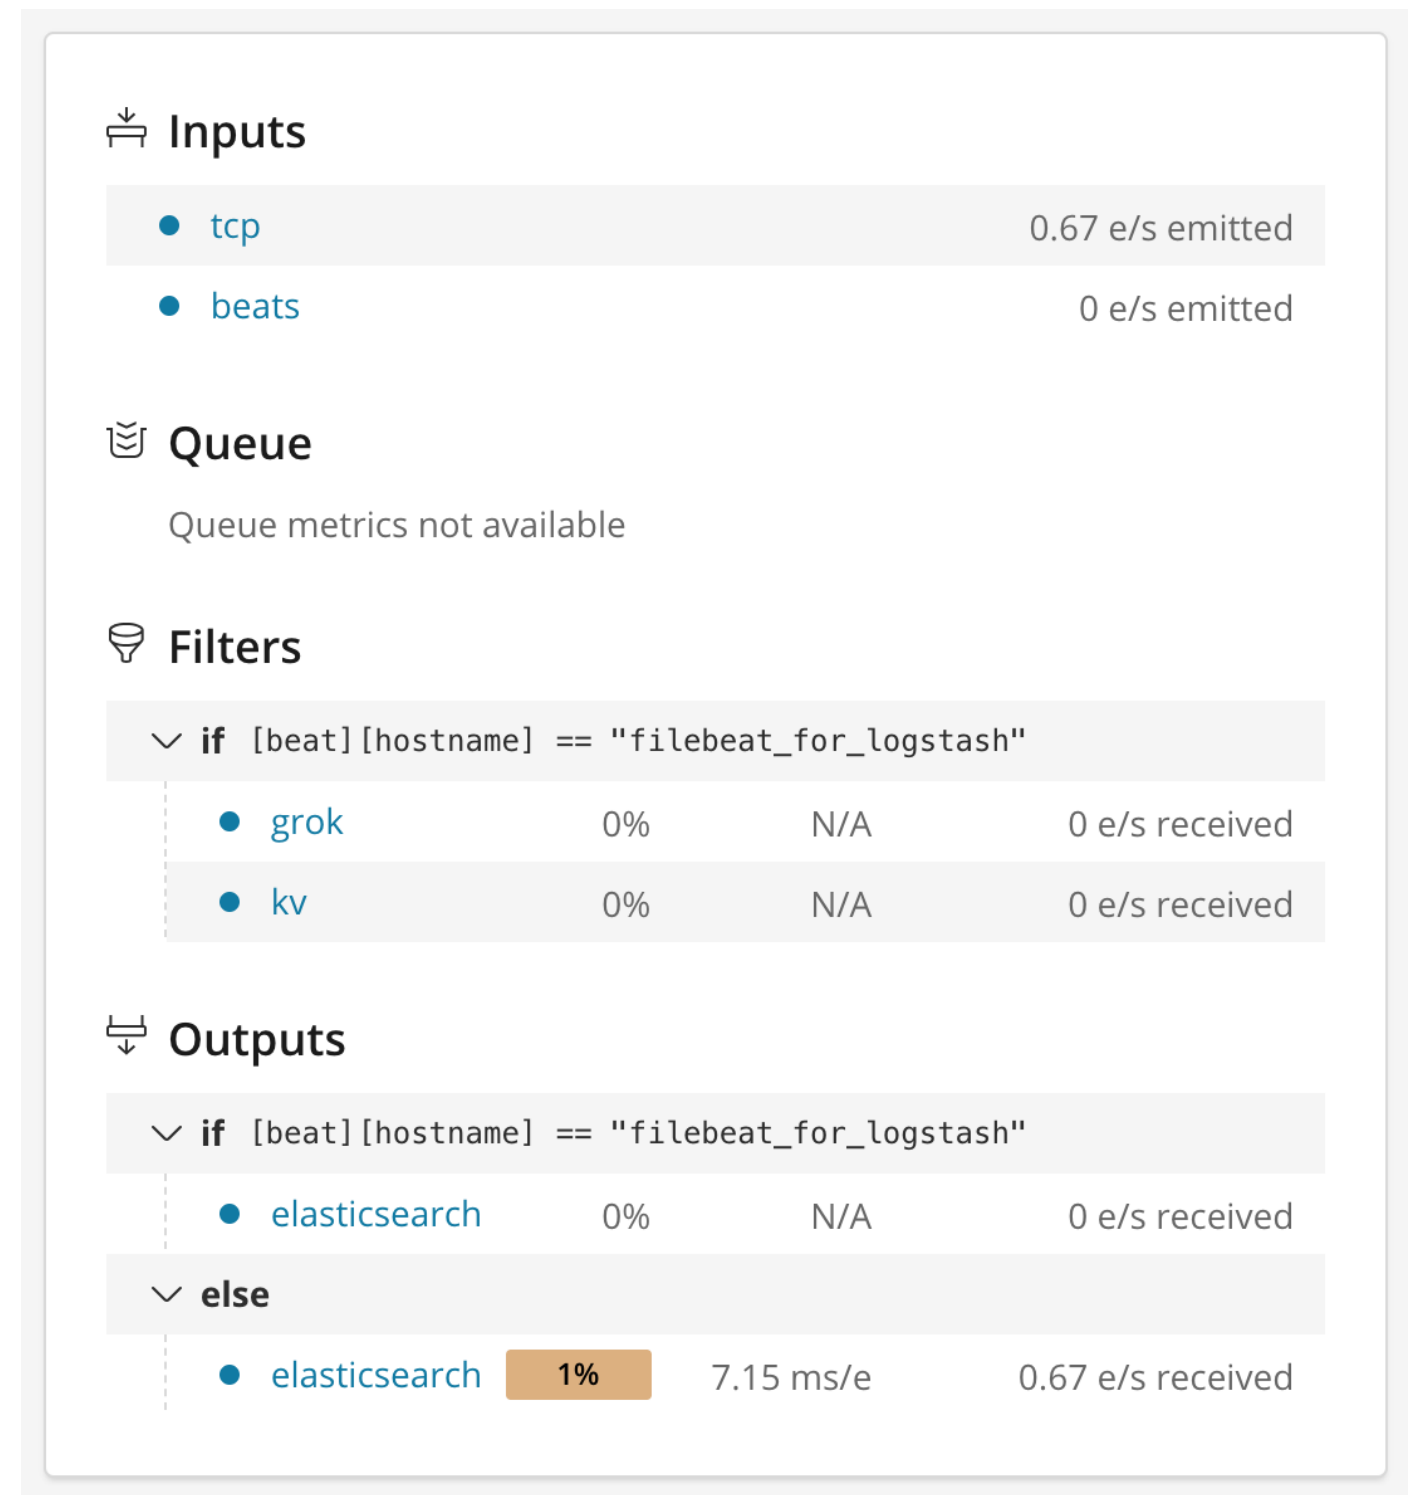 Inputs
tcp 0.67 e/s emitted
beats 0 e/s emitted
Queue
Queue metrics not available
Filters
if [beat][hostname] == "filebeat_for_logstash"
grok 0% N/A 0 e/s received
kv 0% N/A 0 e/s received
Outputs
if [beat][hostname] == "filebeat_for_logstash"
elasticsearch 0% N/A 0 e/s received
else
elasticsearch 1% 7.15 ms/e 0.67 e/s received